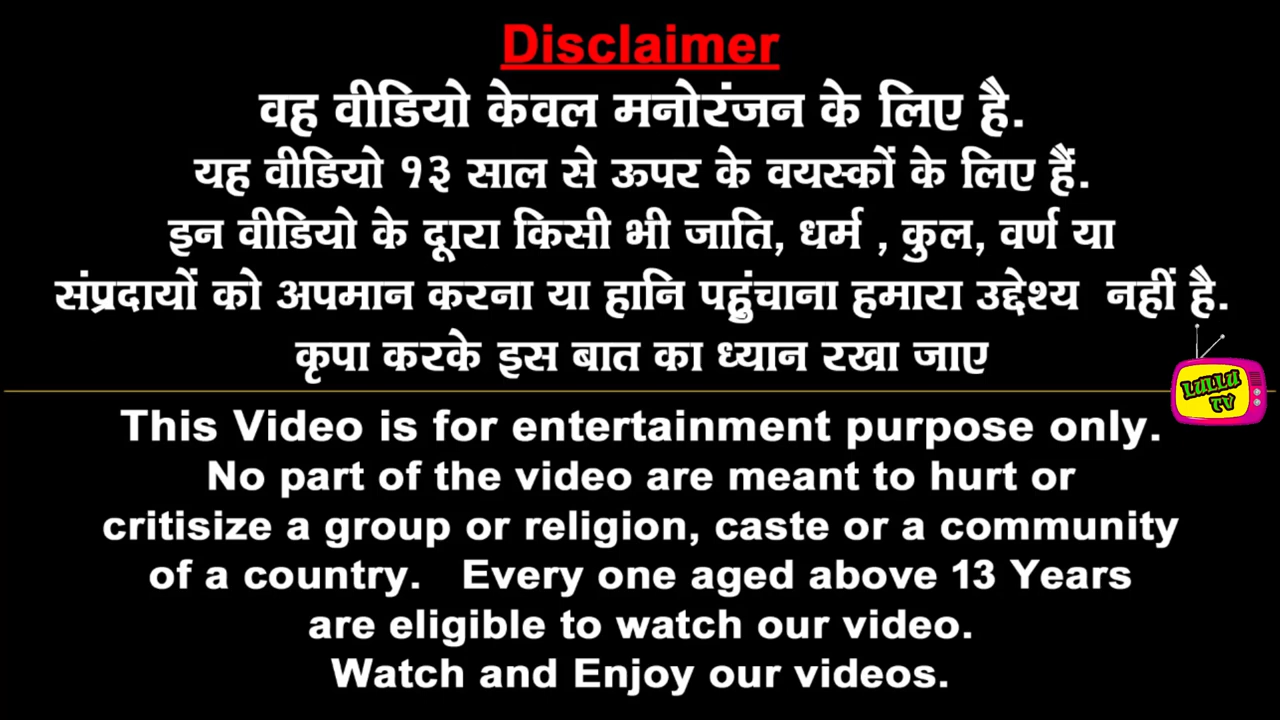 Disclaimer
वह वीडियो केवल मनोरंजन के लिए है.
यह वीडियो १३ साल से ऊपर के वयस्कों के लिए हैं.
इन वीडियो के दूारा किसी भी जाति, धर्म , कुल, वर्ण या
संप्रदायों को अपमान करना या हानि पहुंचाना हमारा उद्देश्य नहीं है.
कृपा करके इस बात का ध्यान रखा जाए
LULLU
TV
This Video is for entertainment purpose only.
No part of the video are meant to hurt or
critisize a group or religion, caste or a community
of a country. Every one aged above 13 Years
are eligible to watch our video.
Watch and Enjoy our videos.